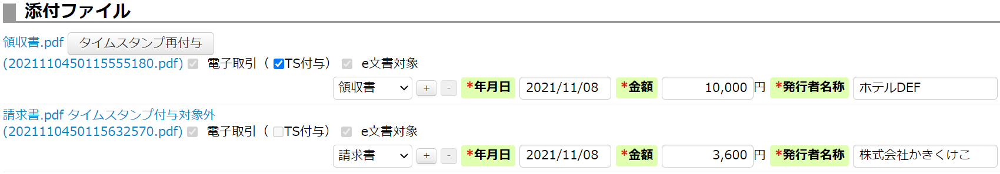 添付ファイル
領収書.pdf タイムスタンプ再付与
(2021110450115555180.pdf) 電子取引（ TS付与） e文書対象
領収書 + - *年月日 2021/11/08 *金額 10,000 円 *発行者名称 ホテルDEF
請求書.pdf タイムスタンプ付与対象外
(2021110450115632570.pdf) 電子取引（ TS付与） e文書対象
請求書 + - *年月日 2021/11/08 *金額 3,600 円 *発行者名称 株式会社かきくけこ